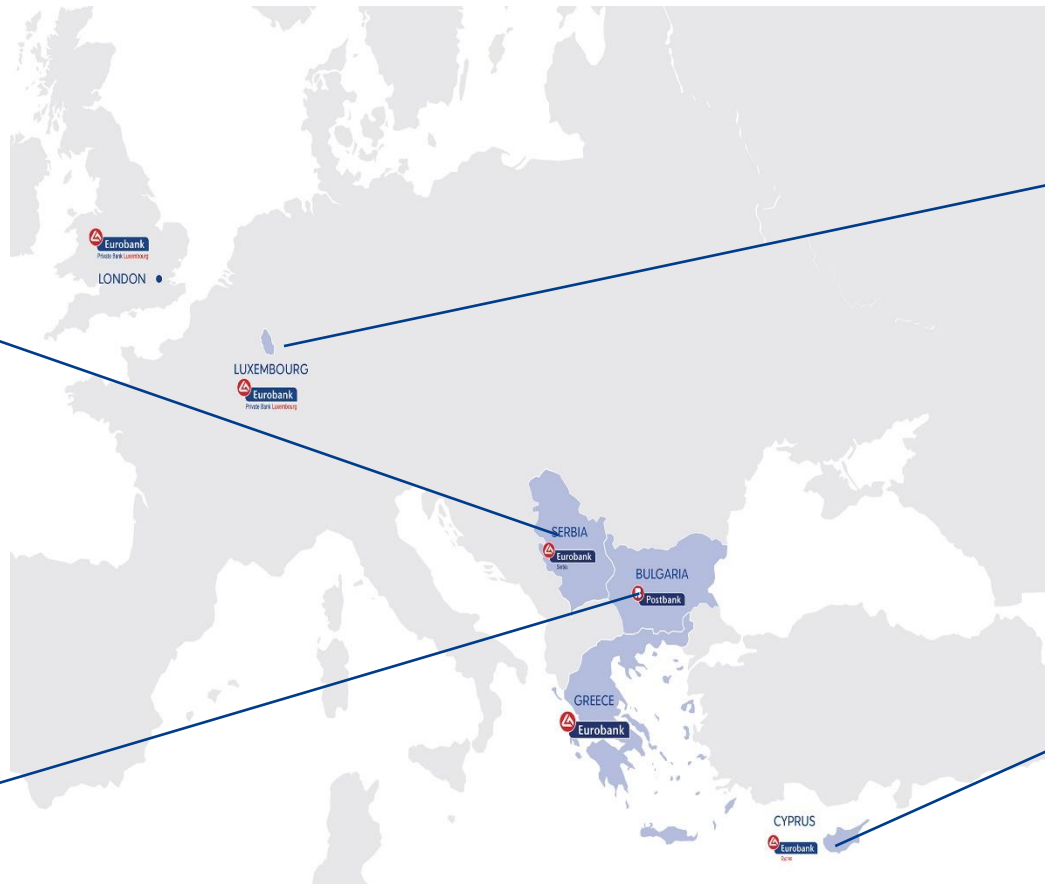 Eurobank
Private Bank Luxembourg
LONDON
LUXEMBOURG
Eurobank
Private Bank Luxembourg
SERBIA
Eurobank
Serbia
BULGARIA
Postbank
GREECE
Eurobank
CYPRUS
Eurobank
Cyprus